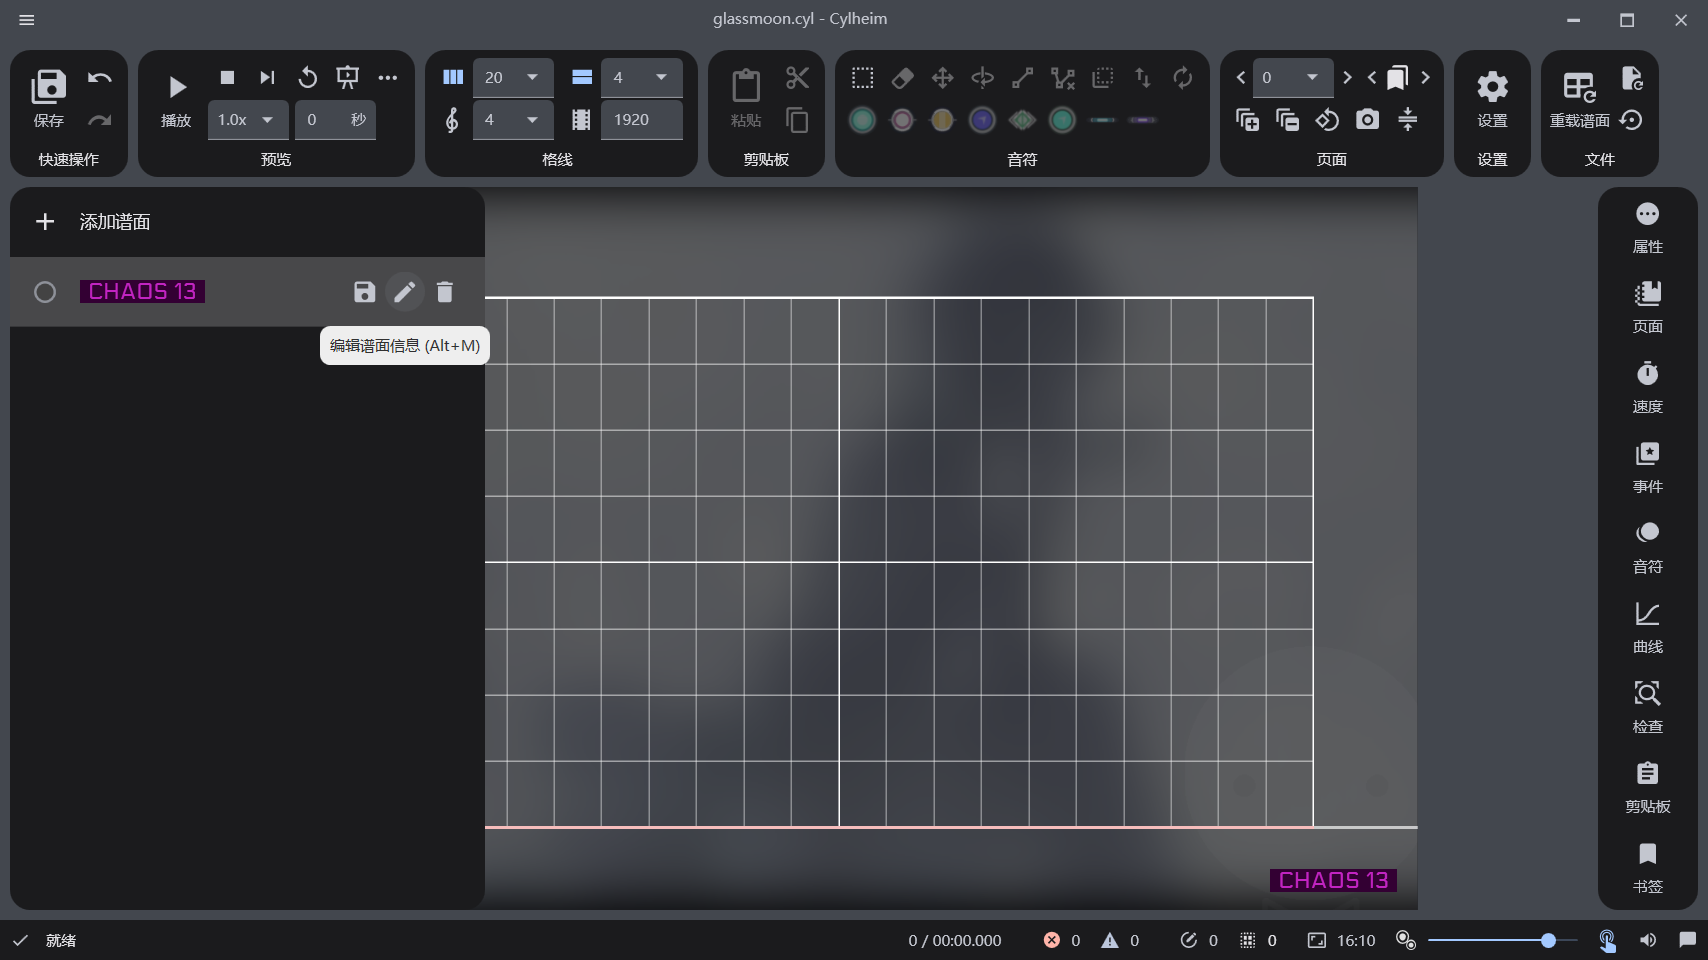 glassmoon.cyl - Cylheim
保存
快速操作
播放
1.0x
0 秒
预览
20
4
4
1920
格线
粘贴
剪贴板
音符
0
页面
设置
设置
重载谱面
文件
添加谱面
CHAOS 13
编辑谱面信息 (Alt+M)
CHAOS 13
属性
页面
速度
事件
音符
曲线
检查
剪贴板
书签
就绪
0 / 00:00.000
0
0
0
0
16:10